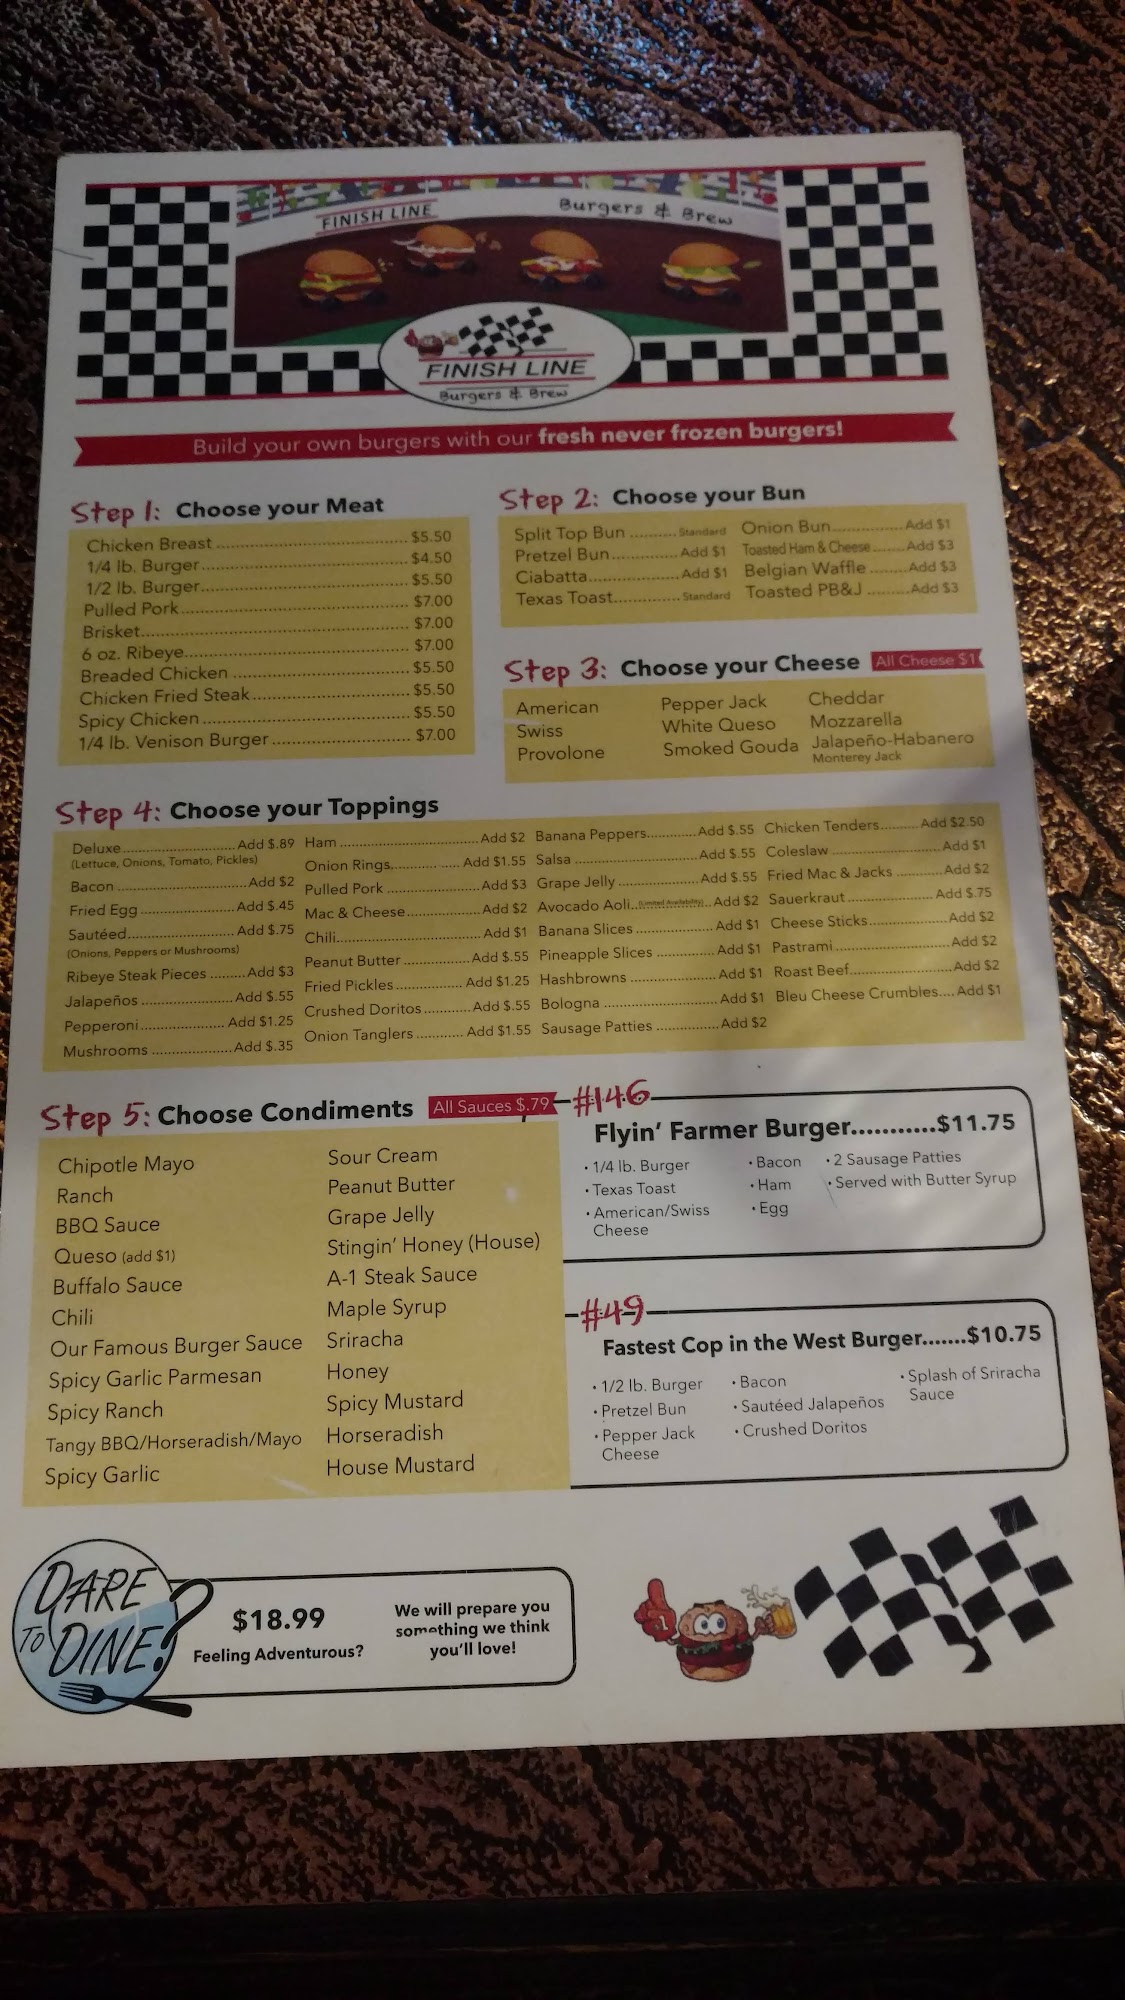 FINISH LINE
Burgers & Brew
FINISH LINE
Burgers & Brew
Build your own burgers with our fresh never frozen burgers!
Step 1: Choose your Meat
Chicken Breast $5.50
1/4 lb. Burger $4.50
1/2 lb. Burger $5.50
Pulled Pork $7.00
Brisket $7.00
6 oz. Ribeye $7.00
Breaded Chicken $5.50
Chicken Fried Steak $5.50
Spicy Chicken $5.50
1/4 lb. Venison Burger $7.00
Step 2: Choose your Bun
Split Top Bun Standard
Pretzel Bun Add $1
Ciabatta Add $1
Texas Toast Standard
Onion Bun Add $1
Toasted Ham & Cheese Add $3
Belgian Waffle Add $3
Toasted PB&J Add $3
Step 3: Choose your Cheese All Cheese $1
American
Swiss
Provolone
Pepper Jack
White Queso
Smoked Gouda
Cheddar
Mozzarella
Jalapeño-Habanero
Monterey Jack
Step 4: Choose your Toppings
Deluxe Add $.89
(Lettuce, Onions, Tomato, Pickles)
Bacon Add $2
Fried Egg Add $.45
Sautéed Add $.75
(Onions, Peppers or Mushrooms)
Ribeye Steak Pieces Add $3
Jalapeños Add $.55
Pepperoni Add $1.25
Mushrooms Add $.35
Ham Add $2
Onion Rings Add $1.55
Pulled Pork Add $3
Mac & Cheese Add $2
Chili Add $1
Peanut Butter Add $.55
Fried Pickles Add $1.25
Crushed Doritos Add $.55
Onion Tanglers Add $1.55
Banana Peppers Add $.55
Salsa Add $.55
Grape Jelly Add $.55
Avocado Aoli (Limited Availability) Add $2
Banana Slices Add $1
Pineapple Slices Add $1
Hashbrowns Add $1
Bologna Add $1
Sausage Patties Add $2
Chicken Tenders Add $2.50
Coleslaw Add $1
Fried Mac & Jacks Add $2
Sauerkraut Add $.75
Cheese Sticks Add $2
Pastrami Add $2
Roast Beef Add $2
Bleu Cheese Crumbles Add $1
Step 5: Choose Condiments All Sauces $.79
Chipotle Mayo
Ranch
BBQ Sauce
Queso (add $1)
Buffalo Sauce
Chili
Our Famous Burger Sauce
Spicy Garlic Parmesan
Spicy Ranch
Tangy BBQ/Horseradish/Mayo
Spicy Garlic
Sour Cream
Peanut Butter
Grape Jelly
Stingin' Honey (House)
A-1 Steak Sauce
Maple Syrup
Sriracha
Honey
Spicy Mustard
Horseradish
House Mustard
#146
Flyin' Farmer Burger...........$11.75
• 1/4 lb. Burger
• Texas Toast
• American/Swiss
Cheese
• Bacon
• Ham
• Egg
• 2 Sausage Patties
• Served with Butter Syrup
#49
Fastest Cop in the West Burger.......$10.75
• 1/2 lb. Burger
• Pretzel Bun
• Pepper Jack
Cheese
• Bacon
• Sautéed Jalapeños
• Crushed Doritos
• Splash of Sriracha
Sauce
DARE
TO DINE?
$18.99
Feeling Adventurous?
We will prepare you
something we think
you'll love!
#1